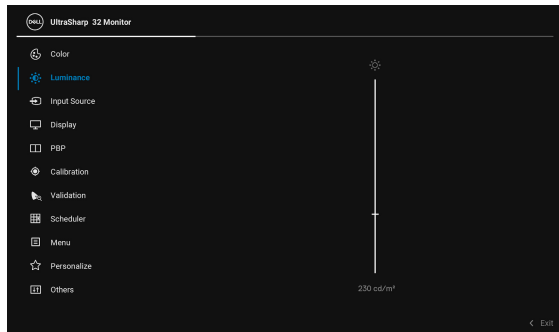 DELL UltraSharp 32 Monitor
Color
Luminance
Input Source
Display
PBP
Calibration
Validation
Scheduler
Menu
Personalize
Others
230 cd/m²
Exit